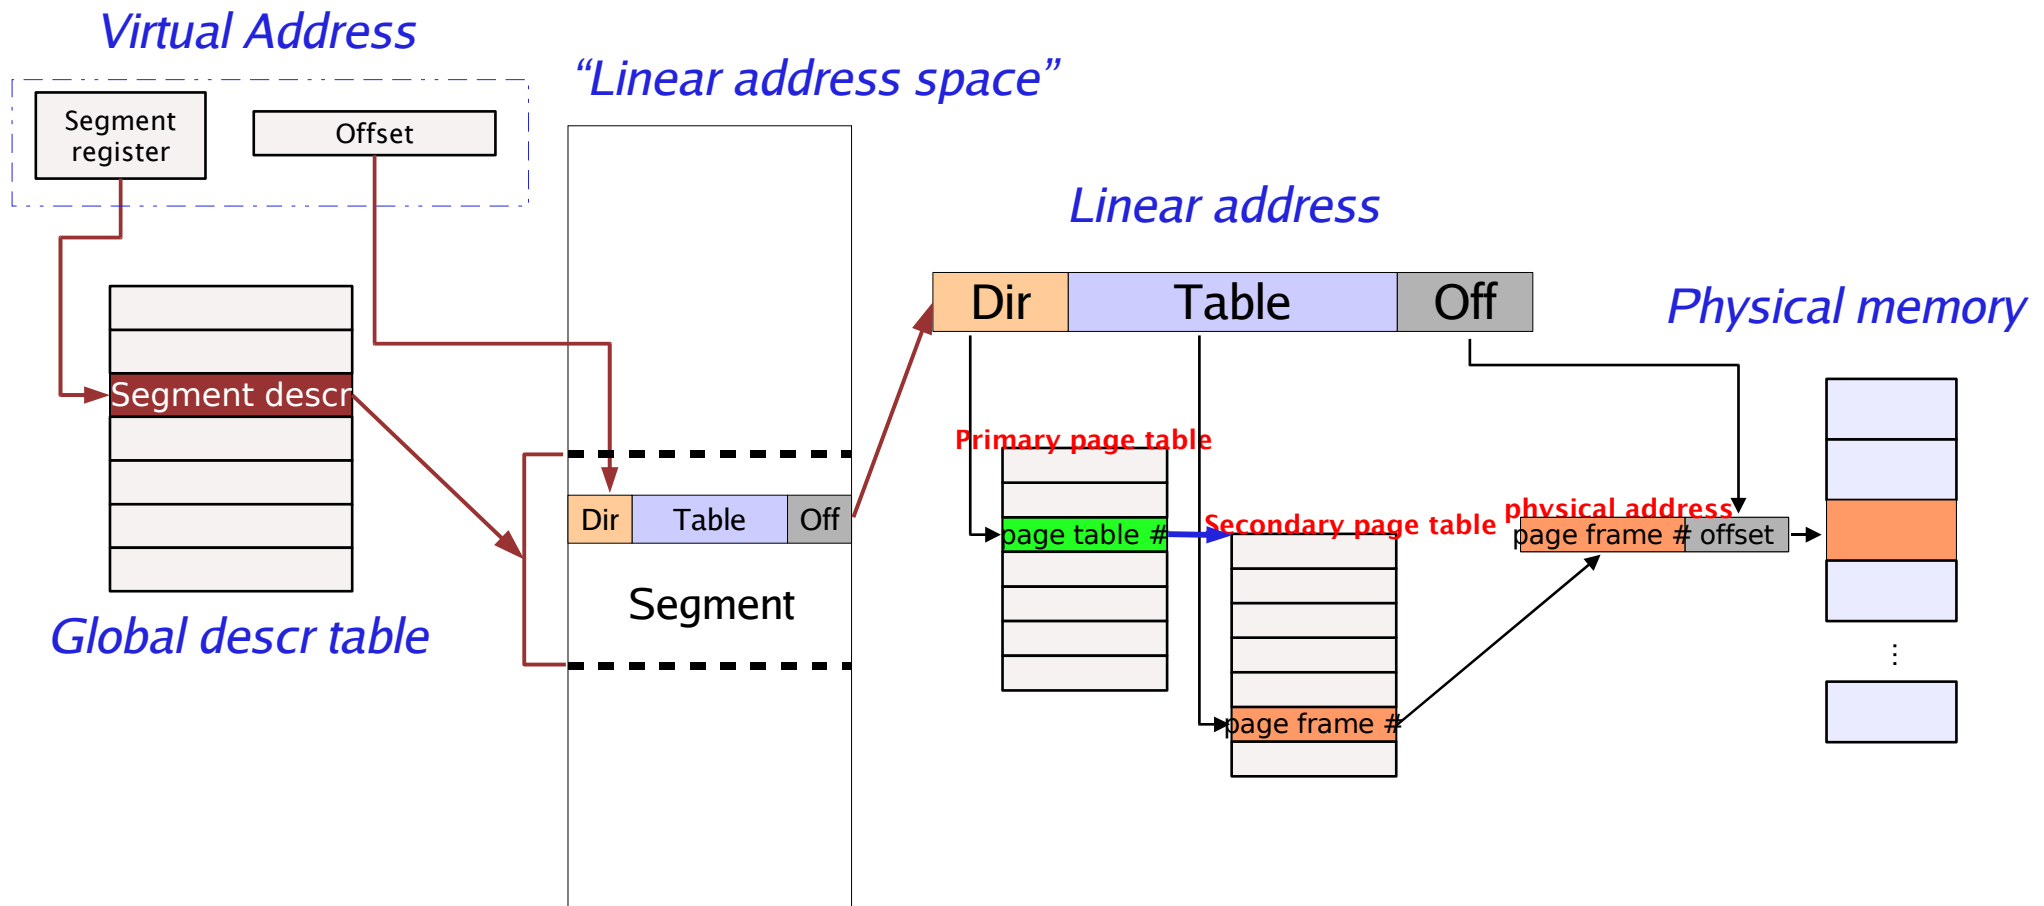 Virtual Address
Segment
register
Offset
Segment descr
Global descr table
“Linear address space”
Dir
Table
Off
Segment
Linear address
Dir
Table
Off
Primary page table
page table #
Secondary page table
page frame #
physical address
page frame #
offset
Physical memory
...